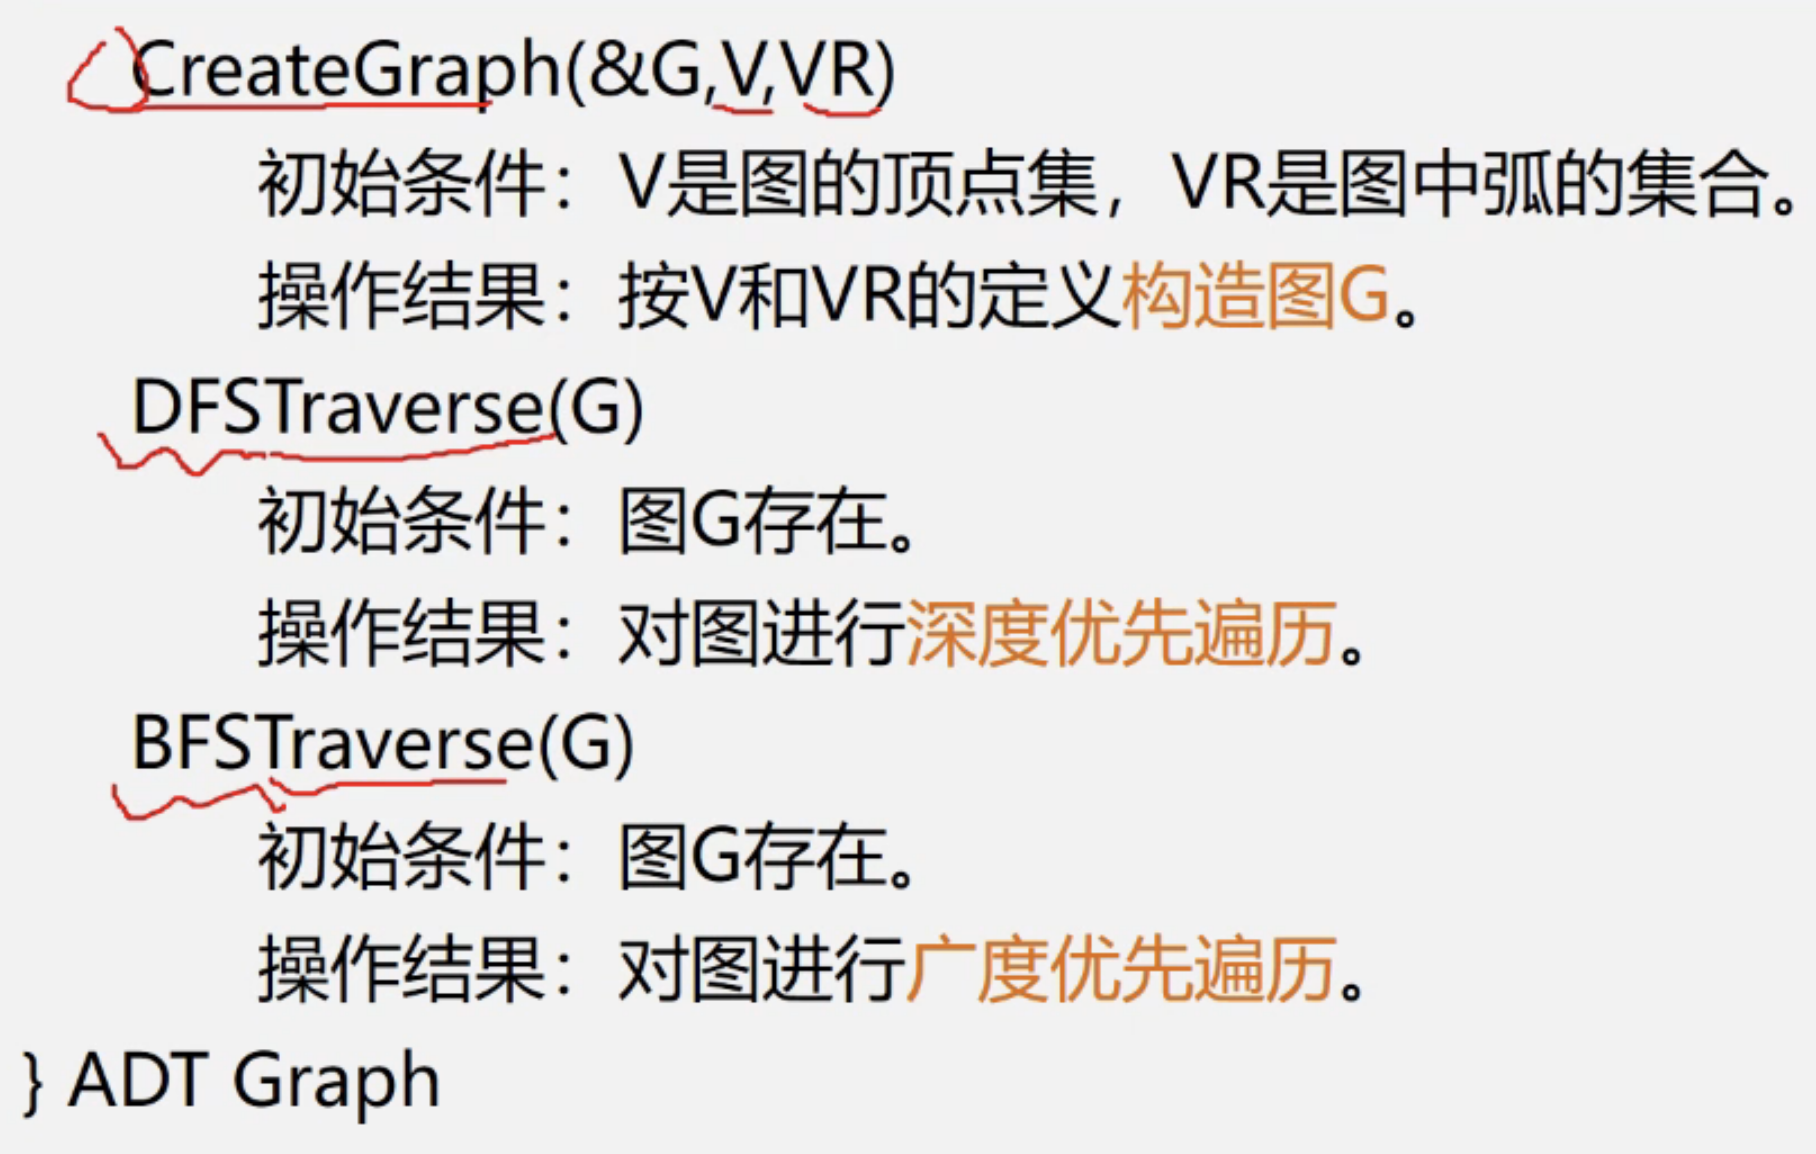 CreateGraph(&G,V,VR)
初始条件：V是图的顶点集，VR是图中弧的集合。
操作结果：按V和VR的定义构造图G。
DFSTraverse(G)
初始条件：图G存在。
操作结果：对图进行深度优先遍历。
BFSTraverse(G)
初始条件：图G存在。
操作结果：对图进行广度优先遍历。
} ADT Graph